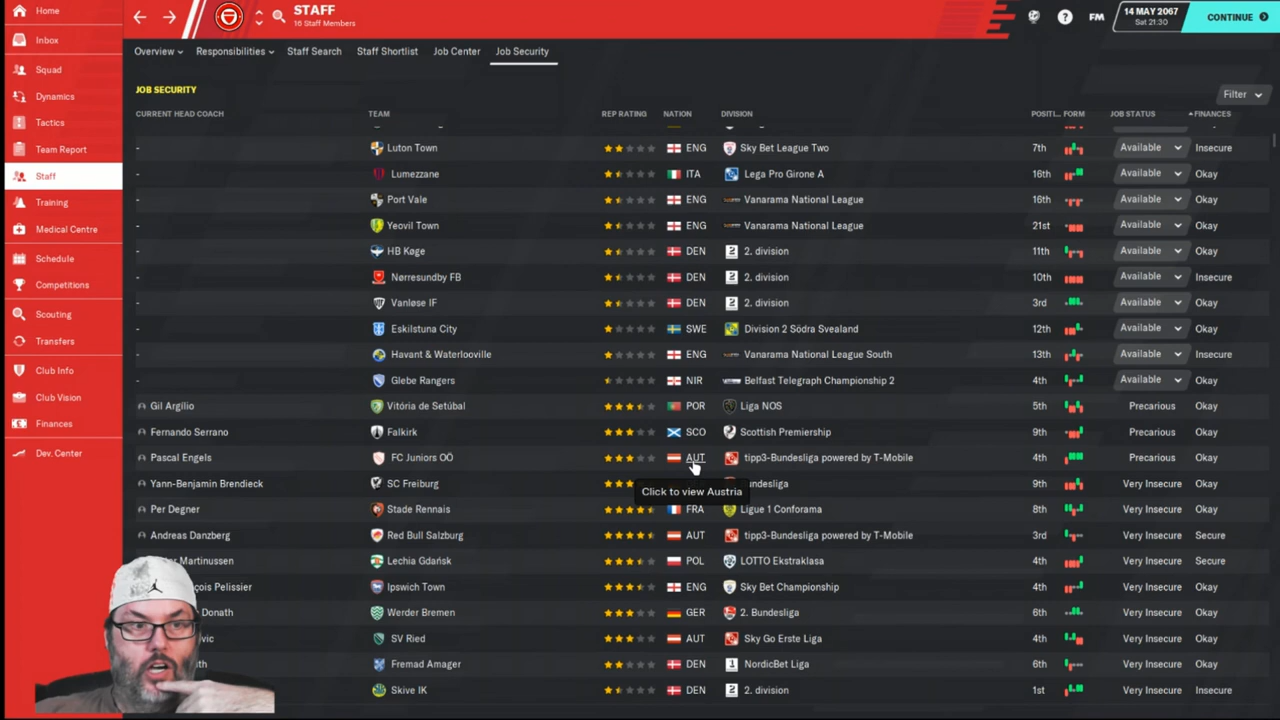 Home
STAFF
16 Staff Members
FM
14 MAY 2067
Sat 21:30
CONTINUE
Inbox
Squad
Dynamics
Tactics
Team Report
Staff
Training
Medical Centre
Schedule
Competitions
Scouting
Transfers
Club Info
Club Vision
Finances
Dev. Center
Overview Responsibilities Staff Search Staff Shortlist Job Center Job Security
JOB SECURITY
Filter
CURRENT HEAD COACH TEAM REP RATING NATION DIVISION POSITI... FORM JOB STATUS FINANCES
- Luton Town ENG Sky Bet League Two 7th Available Insecure
- Lumezzane ITA Lega Pro Girone A 16th Available Okay
- Port Vale ENG Vanarama National League 16th Available Okay
- Yeovil Town ENG Vanarama National League 21st Available Okay
- HB Køge DEN 2. division 11th Available Okay
- Nørresundby FB DEN 2. division 10th Available Insecure
- Vanløse IF DEN 2. division 3rd Available Okay
- Eskilstuna City SWE Division 2 Södra Svealand 12th Available Okay
- Havant & Waterlooville ENG Vanarama National League South 13th Available Insecure
- Glebe Rangers NIR Belfast Telegraph Championship 2 4th Available Okay
Gil Argílio Vitória de Setúbal POR Liga NOS 5th Precarious Okay
Fernando Serrano Falkirk SCO Scottish Premiership 9th Precarious Okay
Pascal Engels FC Juniors OÖ AUT tipp3-Bundesliga powered by T-Mobile 4th Precarious Okay
Yann-Benjamin Brendieck SC Freiburg undesliga 9th Very Insecure Okay
Click to view Austria
Per Degner Stade Rennais FRA Ligue 1 Conforama 8th Very Insecure Okay
Andreas Danzberg Red Bull Salzburg AUT tipp3-Bundesliga powered by T-Mobile 3rd Very Insecure Secure
Martinussen Lechia Gdańsk POL LOTTO Ekstraklasa 4th Very Insecure Secure
Pelissier Ipswich Town ENG Sky Bet Championship 4th Very Insecure Okay
Donath Werder Bremen GER 2. Bundesliga 6th Very Insecure Okay
SV Ried AUT Sky Go Erste Liga 4th Very Insecure Okay
Fremad Amager DEN NordicBet Liga 6th Very Insecure Okay
Skive IK DEN 2. division 1st Very Insecure Insecure